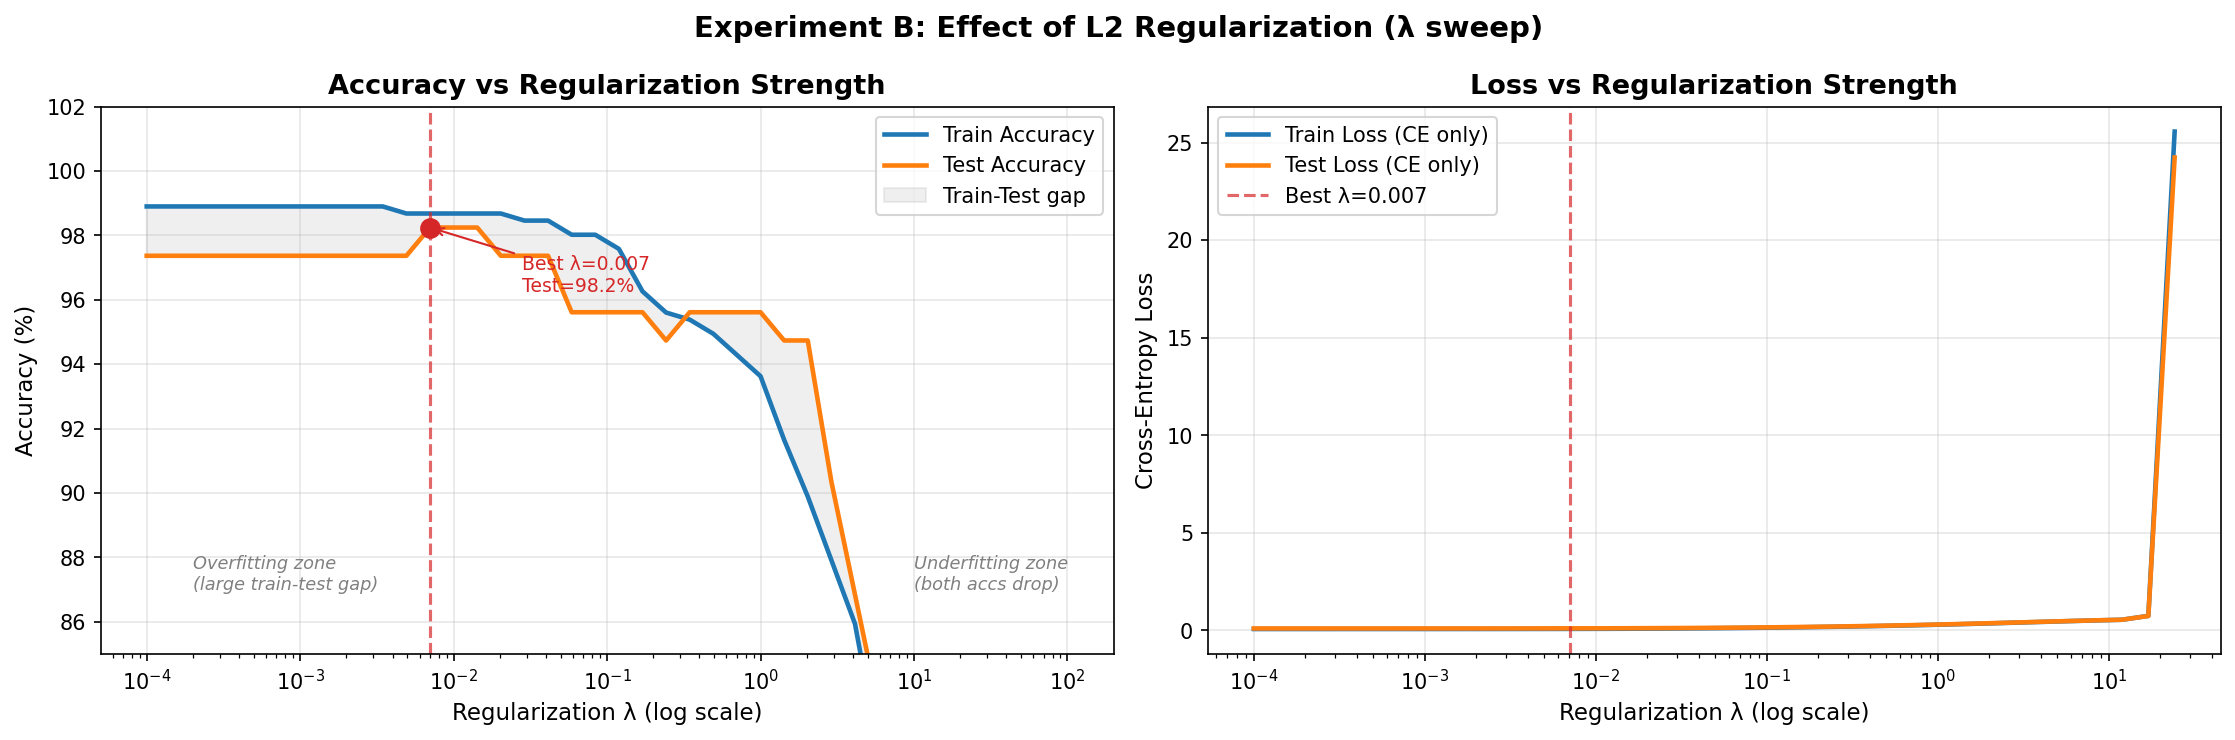 Experiment B: Effect of L2 Regularization (λ sweep)
Accuracy vs Regularization Strength
102
100
98
96
94
92
90
88
86
Accuracy (%)
Train Accuracy
Test Accuracy
Train-Test gap
Best λ=0.007
Test=98.2%
Overfitting zone
(large train-test gap)
Underfitting zone
(both accs drop)
10⁻⁴ 10⁻³ 10⁻² 10⁻¹ 10⁰ 10¹ 10²
Regularization λ (log scale)
Loss vs Regularization Strength
25
20
15
10
5
0
Cross-Entropy Loss
Train Loss (CE only)
Test Loss (CE only)
Best λ=0.007
10⁻⁴ 10⁻³ 10⁻² 10⁻¹ 10⁰ 10¹
Regularization λ (log scale)